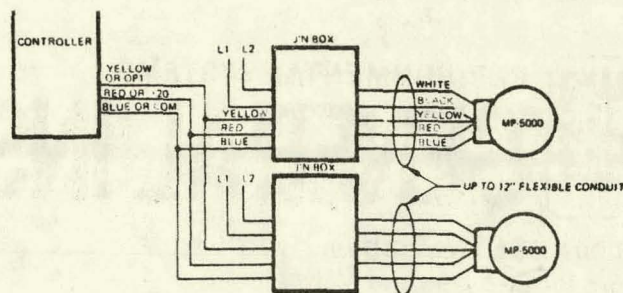 CONTROLLER
YELLOW
OR OP1
RED OR +20
BLUE OR COM
L1 L2
J'N BOX
YELLOW
RED
BLUE
WHITE
BLACK
YELLOW
RED
BLUE
MP-5000
J'N BOX
L1 L2
UP TO 12" FLEXIBLE CONDUIT
MP-5000